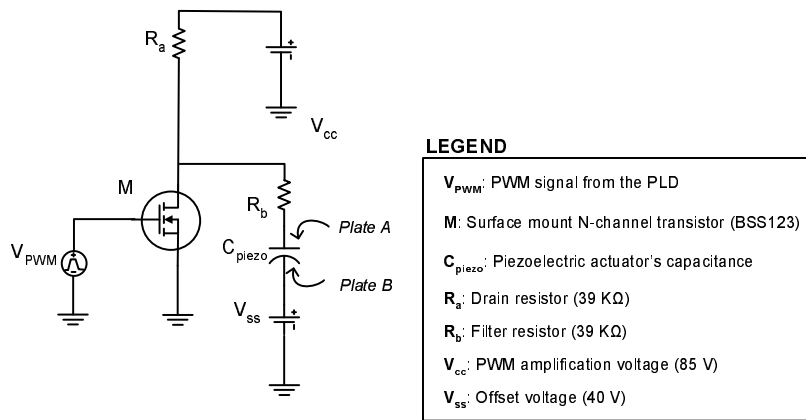 Ra
Vcc
M
Rb
Plate A
VPWM
Cpiezo
Plate B
Vss
LEGEND
VPWM: PWM signal from the PLD
M: Surface mount N-channel transistor (BSS123)
Cpiezo: Piezoelectric actuator's capacitance
Ra: Drain resistor (39 KΩ)
Rb: Filter resistor (39 KΩ)
Vcc: PWM amplification voltage (85 V)
Vss: Offset voltage (40 V)